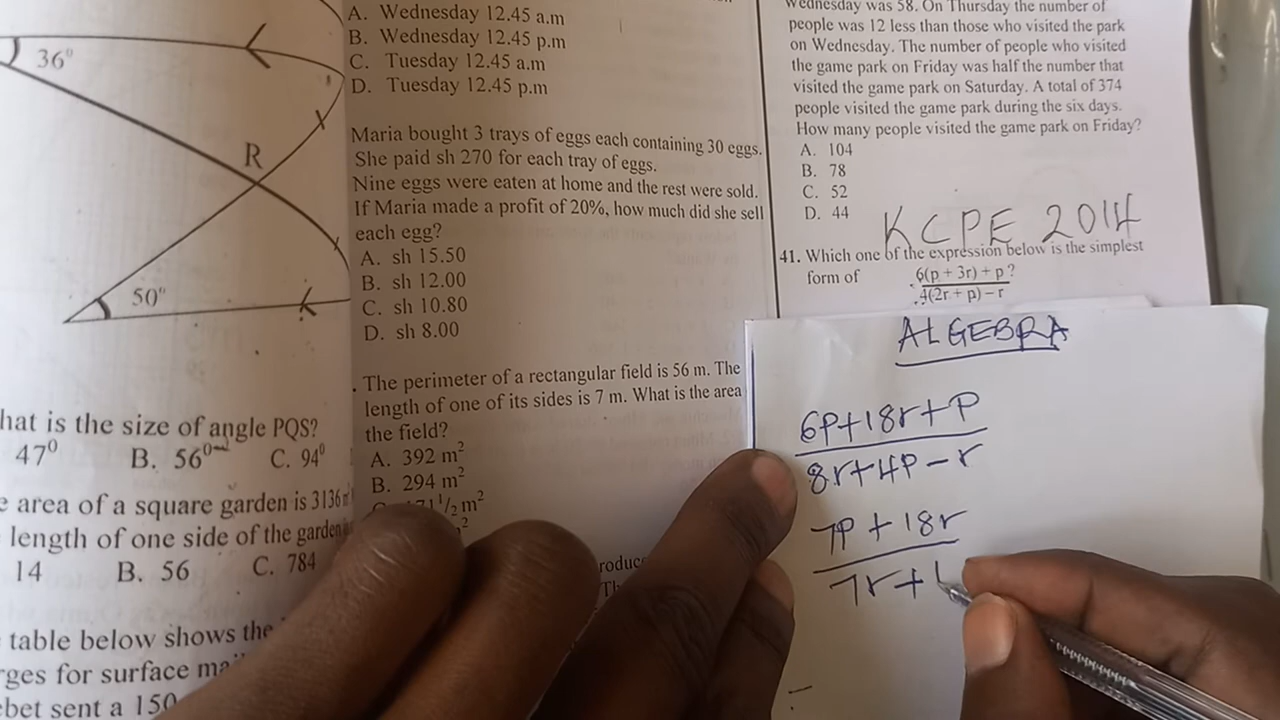 36°
R
50°
hat is the size of angle PQS?
47⁰ B. 56⁰ C. 94⁰
e area of a square garden is 3136
length of one side of the garden
14 B. 56 C. 784
table below shows the
rges for surface
bet sent a 150
A. Wednesday 12.45 a.m
B. Wednesday 12.45 p.m
C. Tuesday 12.45 a.m
D. Tuesday 12.45 p.m
Maria bought 3 trays of eggs each containing 30 eggs.
She paid sh 270 for each tray of eggs.
Nine eggs were eaten at home and the rest were sold.
If Maria made a profit of 20%, how much did she sell
each egg?
A. sh 15.50
B. sh 12.00
C. sh 10.80
D. sh 8.00
. The perimeter of a rectangular field is 56 m. The
length of one of its sides is 7 m. What is the area
the field?
A. 392 m²
B. 294 m²
1/2 m²
Wednesday was 58. On Thursday the number of
people was 12 less than those who visited the park
on Wednesday. The number of people who visited
the game park on Friday was half the number that
visited the game park on Saturday. A total of 374
people visited the game park during the six days.
How many people visited the game park on Friday?
A. 104
B. 78
C. 52
D. 44
KCPE 2014
41. Which one of the expression below is the simplest
form of 6(p + 3r) + p ?
4(2r + p) – r
ALGEBRA
6P+18r+P
8r+4P-r
7P+18r
7r+